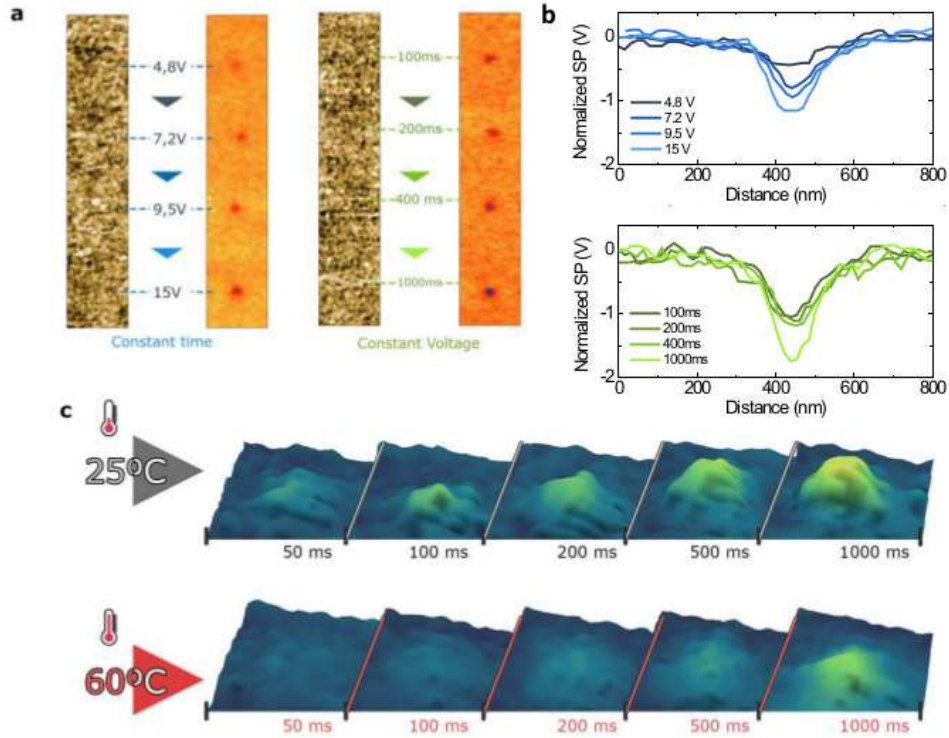 a
4,8V
7,2V
9,5V
15V
Constant time
100ms
200ms
400 ms
1000ms
Constant Voltage
b
Normalized SP (V)
0
-1
-2
4.8 V
7.2 V
9.5 V
15 V
0 200 400 600 800
Distance (nm)
Normalized SP (V)
0
-1
-2
100ms
200ms
400ms
1000ms
0 200 400 600 800
Distance (nm)
c
25ºC
50 ms 100 ms 200 ms 500 ms 1000 ms
60ºC
50 ms 100 ms 200 ms 500 ms 1000 ms